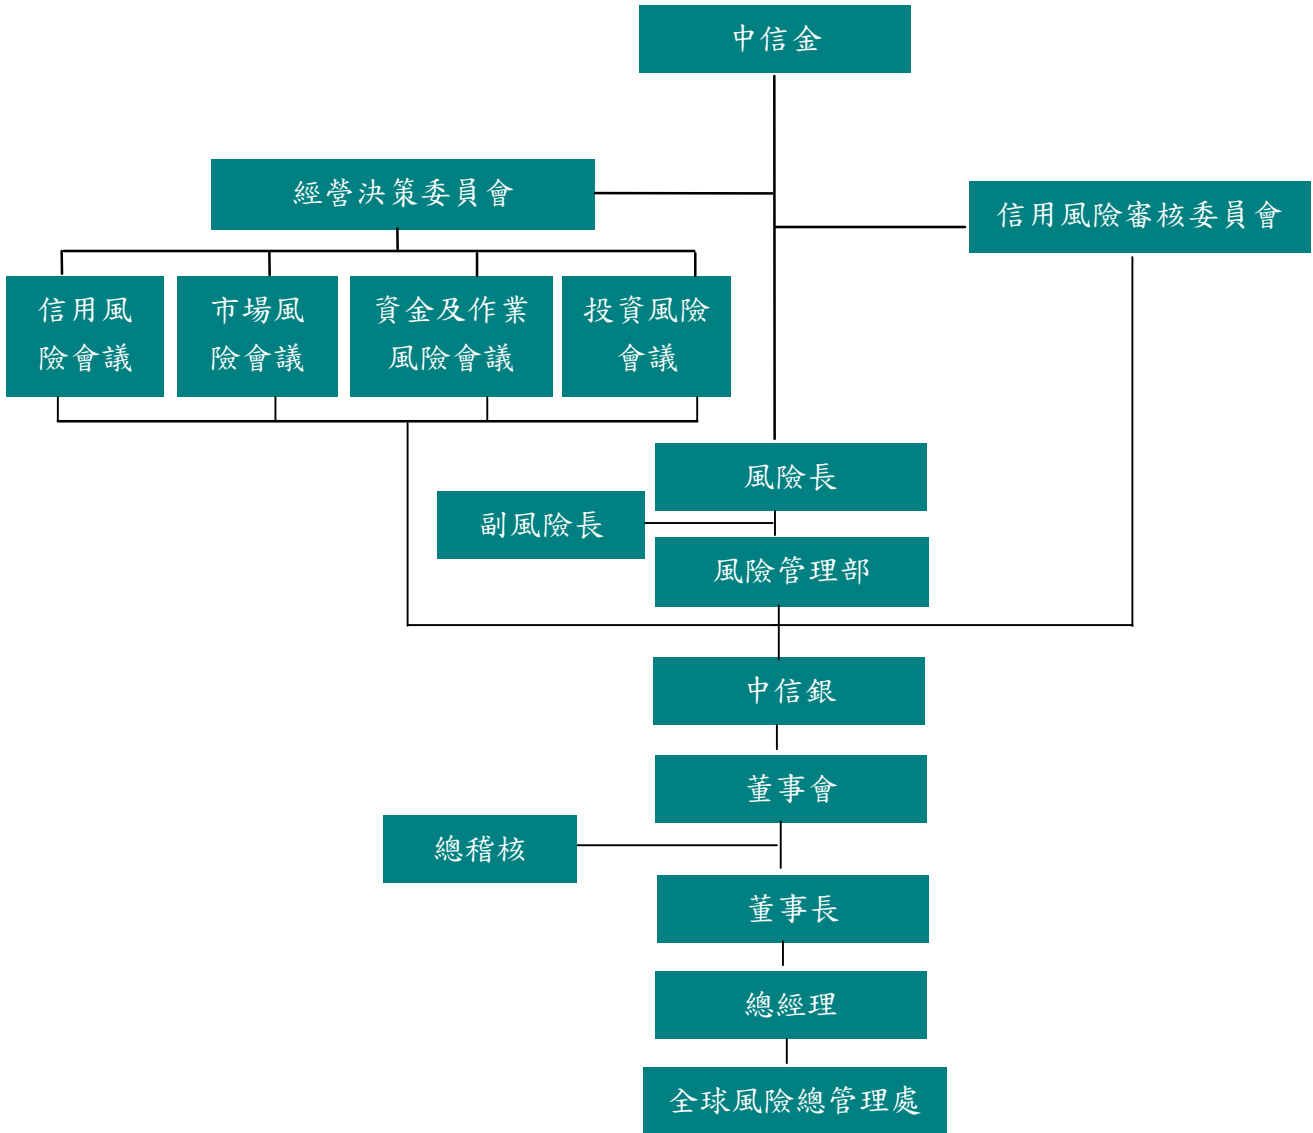 中信金
經營決策委員會
信用風險審核委員會
信用風
險會議
市場風
險會議
資金及作業
風險會議
投資風險
會議
風險長
副風險長
風險管理部
中信銀
董事會
總稽核
董事長
總經理
全球風險總管理處